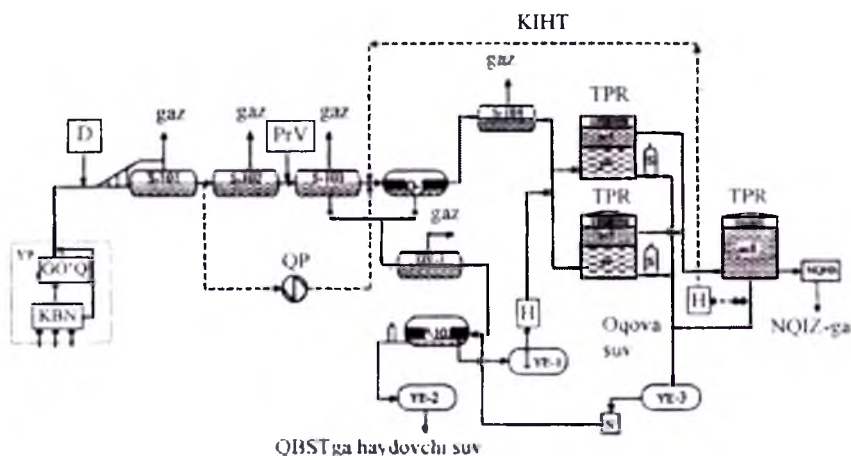 KIHT
gaz
gaz
gaz
gaz
TPR
D
PrV
S-101
S-102
S-103
TPR
TPR
gaz
QP
GO'Q
KBN
H
H
Oqova
suv
NQIZ-ga
YE-1
YE-2
YE-3
QBSTga haydovchi suv